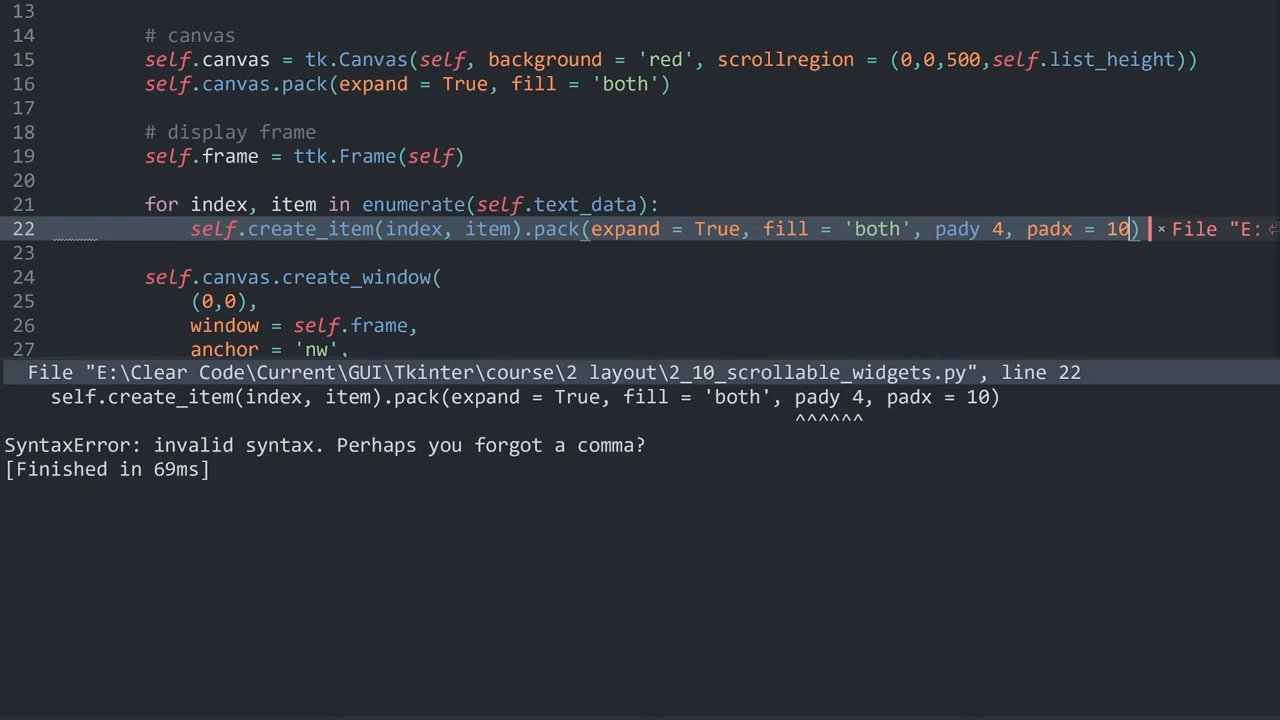 13
14 # canvas
15 self.canvas = tk.Canvas(self, background = 'red', scrollregion = (0,0,500,self.list_height))
16 self.canvas.pack(expand = True, fill = 'both')
17
18 # display frame
19 self.frame = ttk.Frame(self)
20
21 for index, item in enumerate(self.text_data):
22 self.create_item(index, item).pack(expand = True, fill = 'both', pady 4, padx = 10) × File "E:
23
24 self.canvas.create_window(
25 (0,0),
26 window = self.frame,
27 anchor = 'nw',
File "E:\Clear Code\Current\GUI\Tkinter\course\2 layout\2_10_scrollable_widgets.py", line 22
self.create_item(index, item).pack(expand = True, fill = 'both', pady 4, padx = 10)
^^^^^^
SyntaxError: invalid syntax. Perhaps you forgot a comma?
[Finished in 69ms]